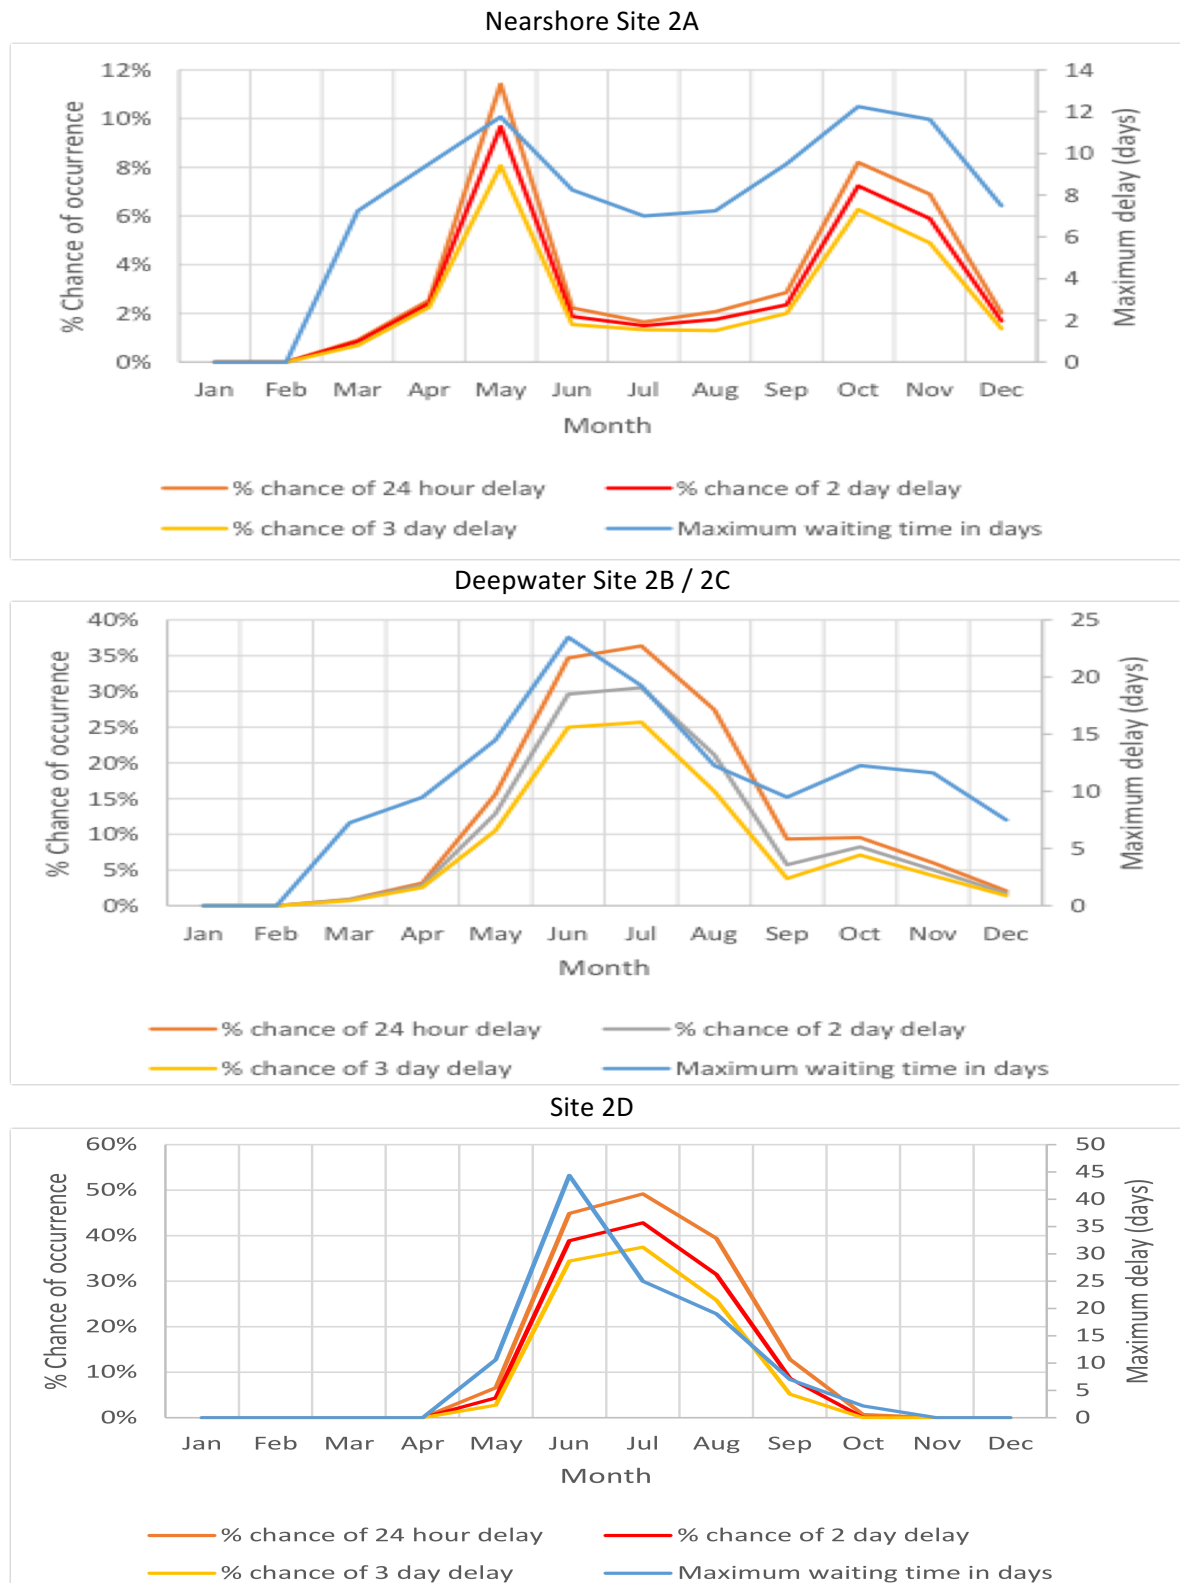 Nearshore Site 2A
12%
10%
8%
6%
4%
2%
0%
% Chance of occurrence
14
12
10
8
6
4
2
0
Maximum delay (days)
Jan Feb Mar Apr May Jun Jul Aug Sep Oct Nov Dec
Month
% chance of 24 hour delay % chance of 2 day delay
% chance of 3 day delay Maximum waiting time in days
Deepwater Site 2B / 2C
40%
35%
30%
25%
20%
15%
10%
5%
0%
% Chance of occurrence
25
20
15
10
5
0
Maximum delay (days)
Jan Feb Mar Apr May Jun Jul Aug Sep Oct Nov Dec
Month
% chance of 24 hour delay % chance of 2 day delay
% chance of 3 day delay Maximum waiting time in days
Site 2D
60%
50%
40%
30%
20%
10%
0%
% Chance of occurrence
50
45
40
35
30
25
20
15
10
5
0
Maximum delay (days)
Jan Feb Mar Apr May Jun Jul Aug Sep Oct Nov Dec
Month
% chance of 24 hour delay % chance of 2 day delay
% chance of 3 day delay Maximum waiting time in days